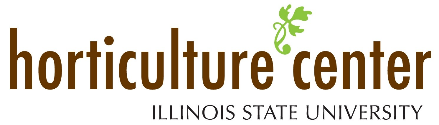 horticulture center
ILLINOIS STATE UNIVERSITY